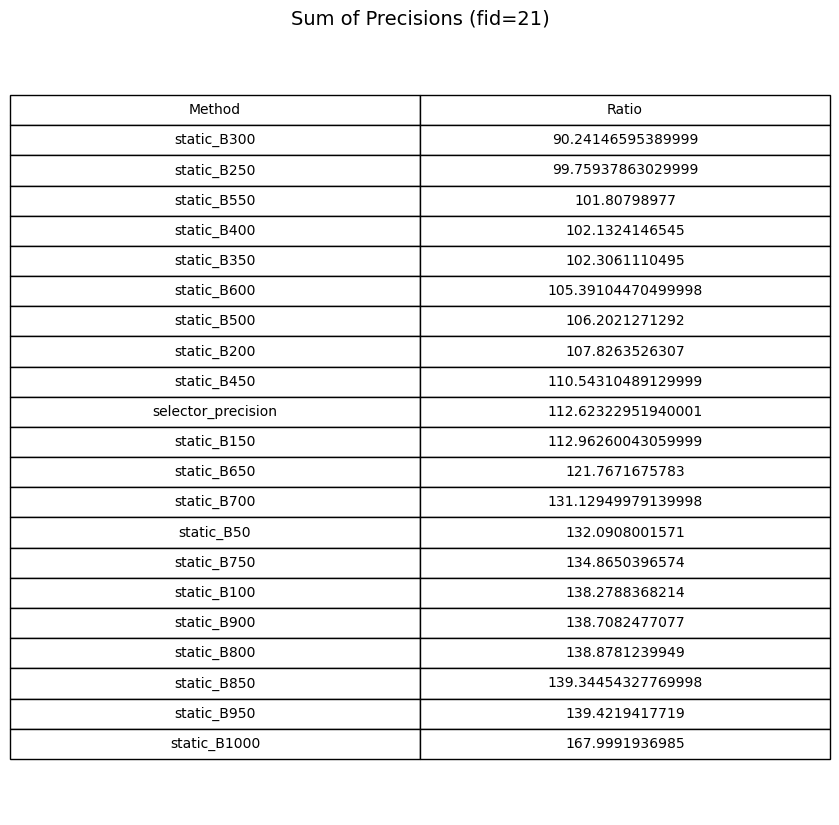 Sum of Precisions (fid=21)
Method Ratio
static_B300 90.24146595389999
static_B250 99.75937863029999
static_B550 101.80798977
static_B400 102.1324146545
static_B350 102.3061110495
static_B600 105.39104470499998
static_B500 106.2021271292
static_B200 107.8263526307
static_B450 110.54310489129999
selector_precision 112.62322951940001
static_B150 112.96260043059999
static_B650 121.7671675783
static_B700 131.12949979139998
static_B50 132.0908001571
static_B750 134.8650396574
static_B100 138.2788368214
static_B900 138.7082477077
static_B800 138.8781239949
static_B850 139.34454327769998
static_B950 139.4219417719
static_B1000 167.9991936985